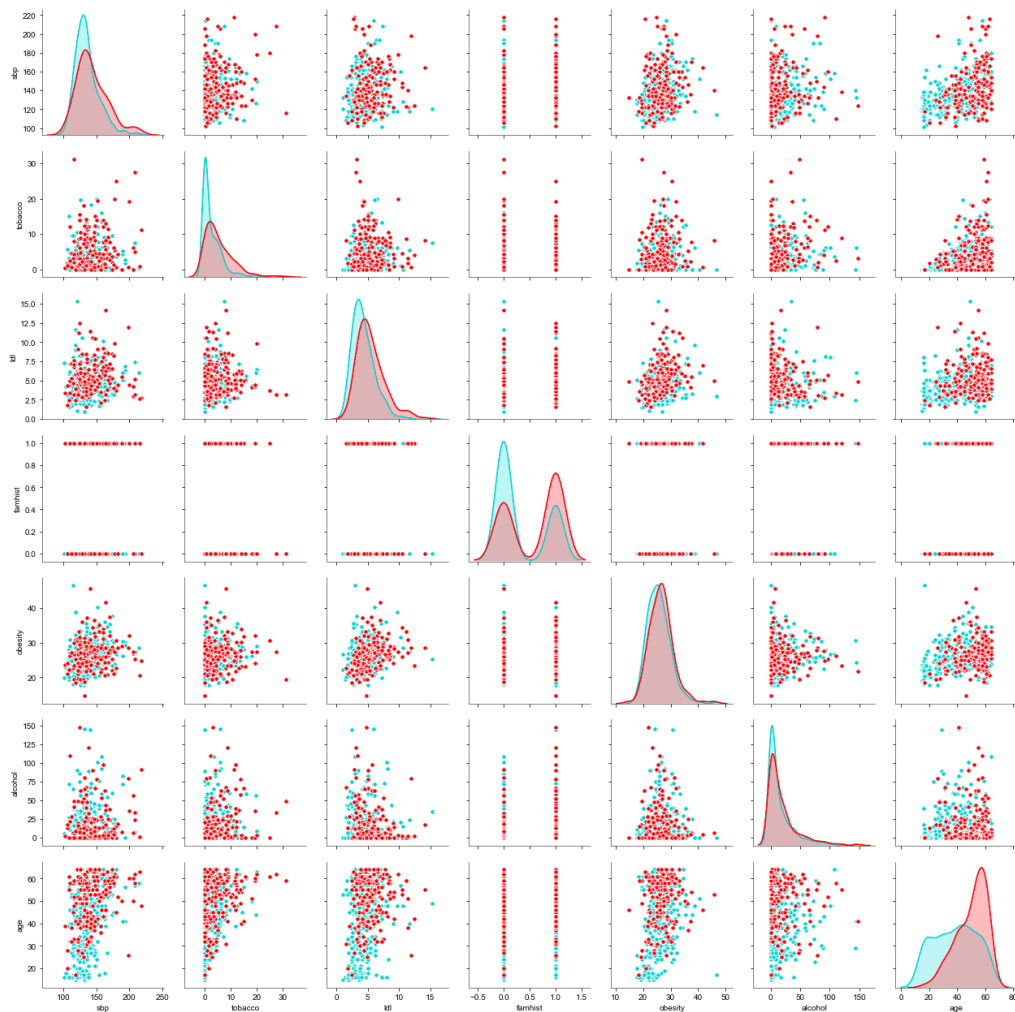 220
200
180
160
140
120
100
sbp
30
20
10
0
tobacco
15.0
12.5
10.0
7.5
5.0
2.5
0.0
ldl
1.0
0.8
0.6
0.4
0.2
0.0
famhist
40
30
20
obesity
150
125
100
75
50
25
0
alcohol
60
50
40
30
20
age
100 150 200 250
sbp
0 10 20 30
tobacco
0 5 10 15
ldl
−0.5 0.0 0.5 1.0 1.5
famhist
10 20 30 40 50
obesity
0 50 100 150
alcohol
0 20 40 60 80
age